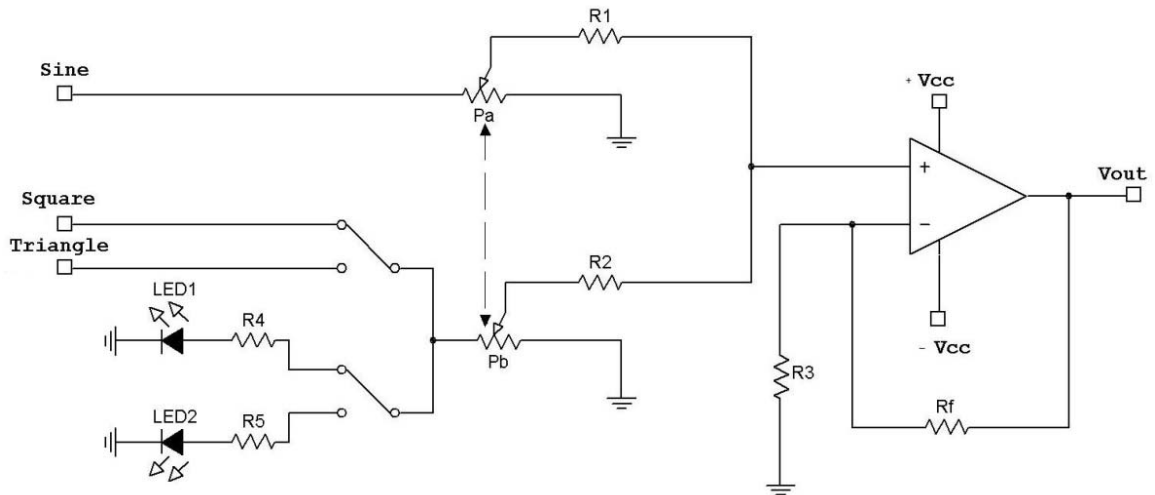 R1
Sine
Pa
+ Vcc
Square
Triangle
LED1
R4
R2
Pb
+
−
Vout
- Vcc
R3
Rf
LED2
R5